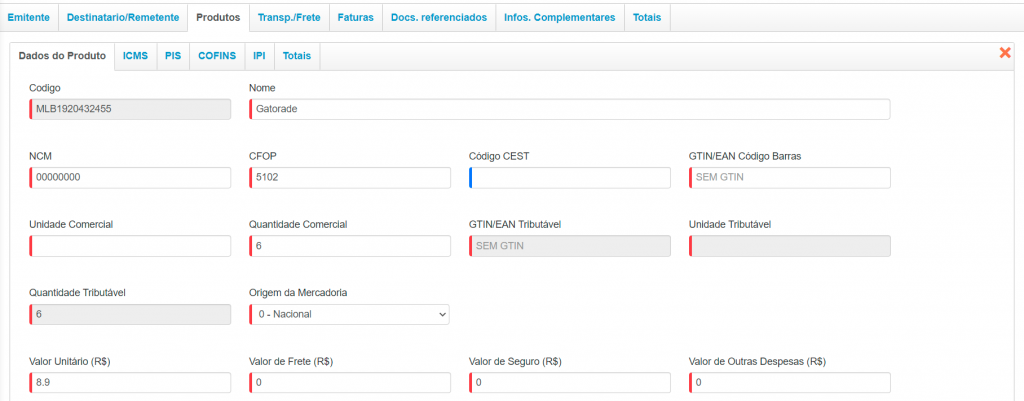 Emitente Destinatario/Remetente Produtos Transp./Frete Faturas Docs. referenciados Infos. Complementares Totais
Dados do Produto ICMS PIS COFINS IPI Totais
Codigo Nome
MLB1920432455 Gatorade
NCM CFOP Código CEST GTIN/EAN Código Barras
00000000 5102 SEM GTIN
Unidade Comercial Quantidade Comercial GTIN/EAN Tributável Unidade Tributável
6 SEM GTIN
Quantidade Tributável Origem da Mercadoria
6 0 - Nacional
Valor Unitário (R$) Valor de Frete (R$) Valor de Seguro (R$) Valor de Outras Despesas (R$)
8.9 0 0 0